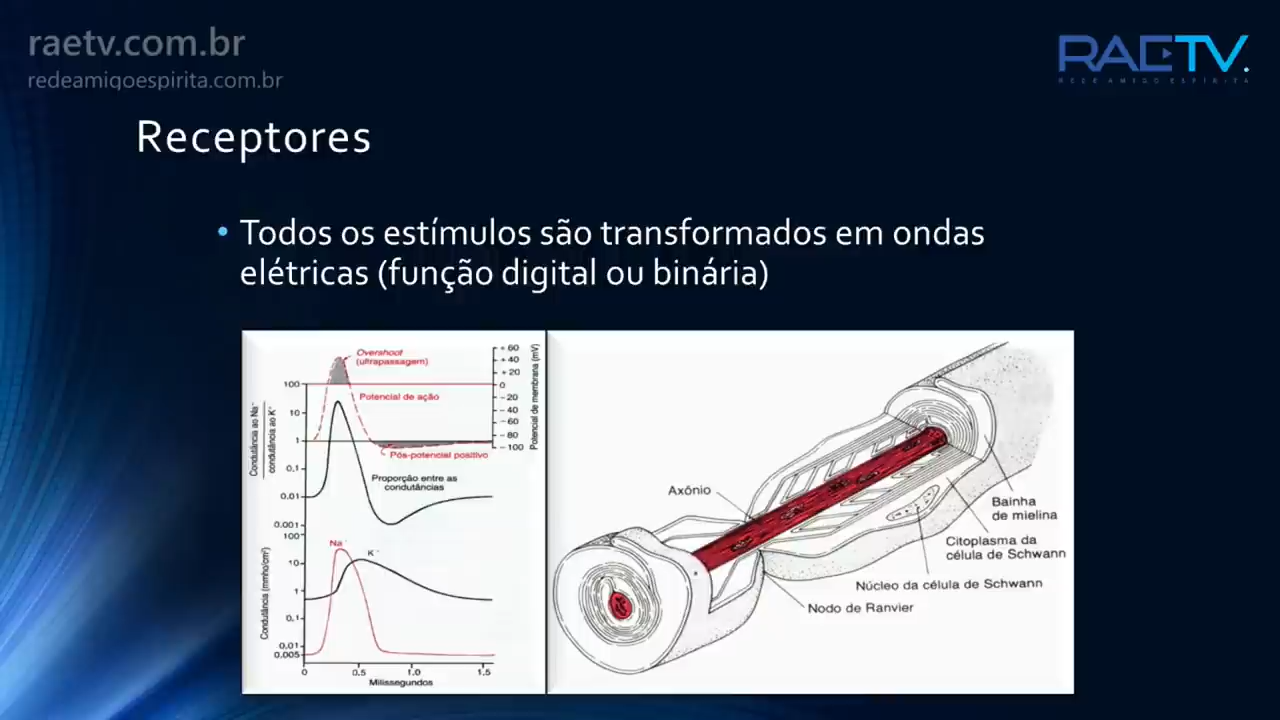 raetv.com.br
redeamigoespirita.com.br
RAETV.
REDE AMIGO ESPÍRITA
Receptores
• Todos os estímulos são transformados em ondas
elétricas (função digital ou binária)
Overshoot
(ultrapassagem)
Potencial de ação
Pós-potencial positivo
Proporção entre as
condutâncias
Condutância ao Na⁺
condutância ao K⁺
100
10
1
0,1
0.01
0.001
+ 60
+ 40
+ 20
0
– 20
– 40
– 60
– 80
– 100
Potencial de membrana (mV)
Na⁺
K⁺
Condutância (mmho/cm²)
100
10
1
0,1
0.01
0.005
0
0.5
1.0
1.5
Milissegundos
Axônio
Bainha
de mielina
Citoplasma da
célula de Schwann
Núcleo da célula de Schwann
Nodo de Ranvier